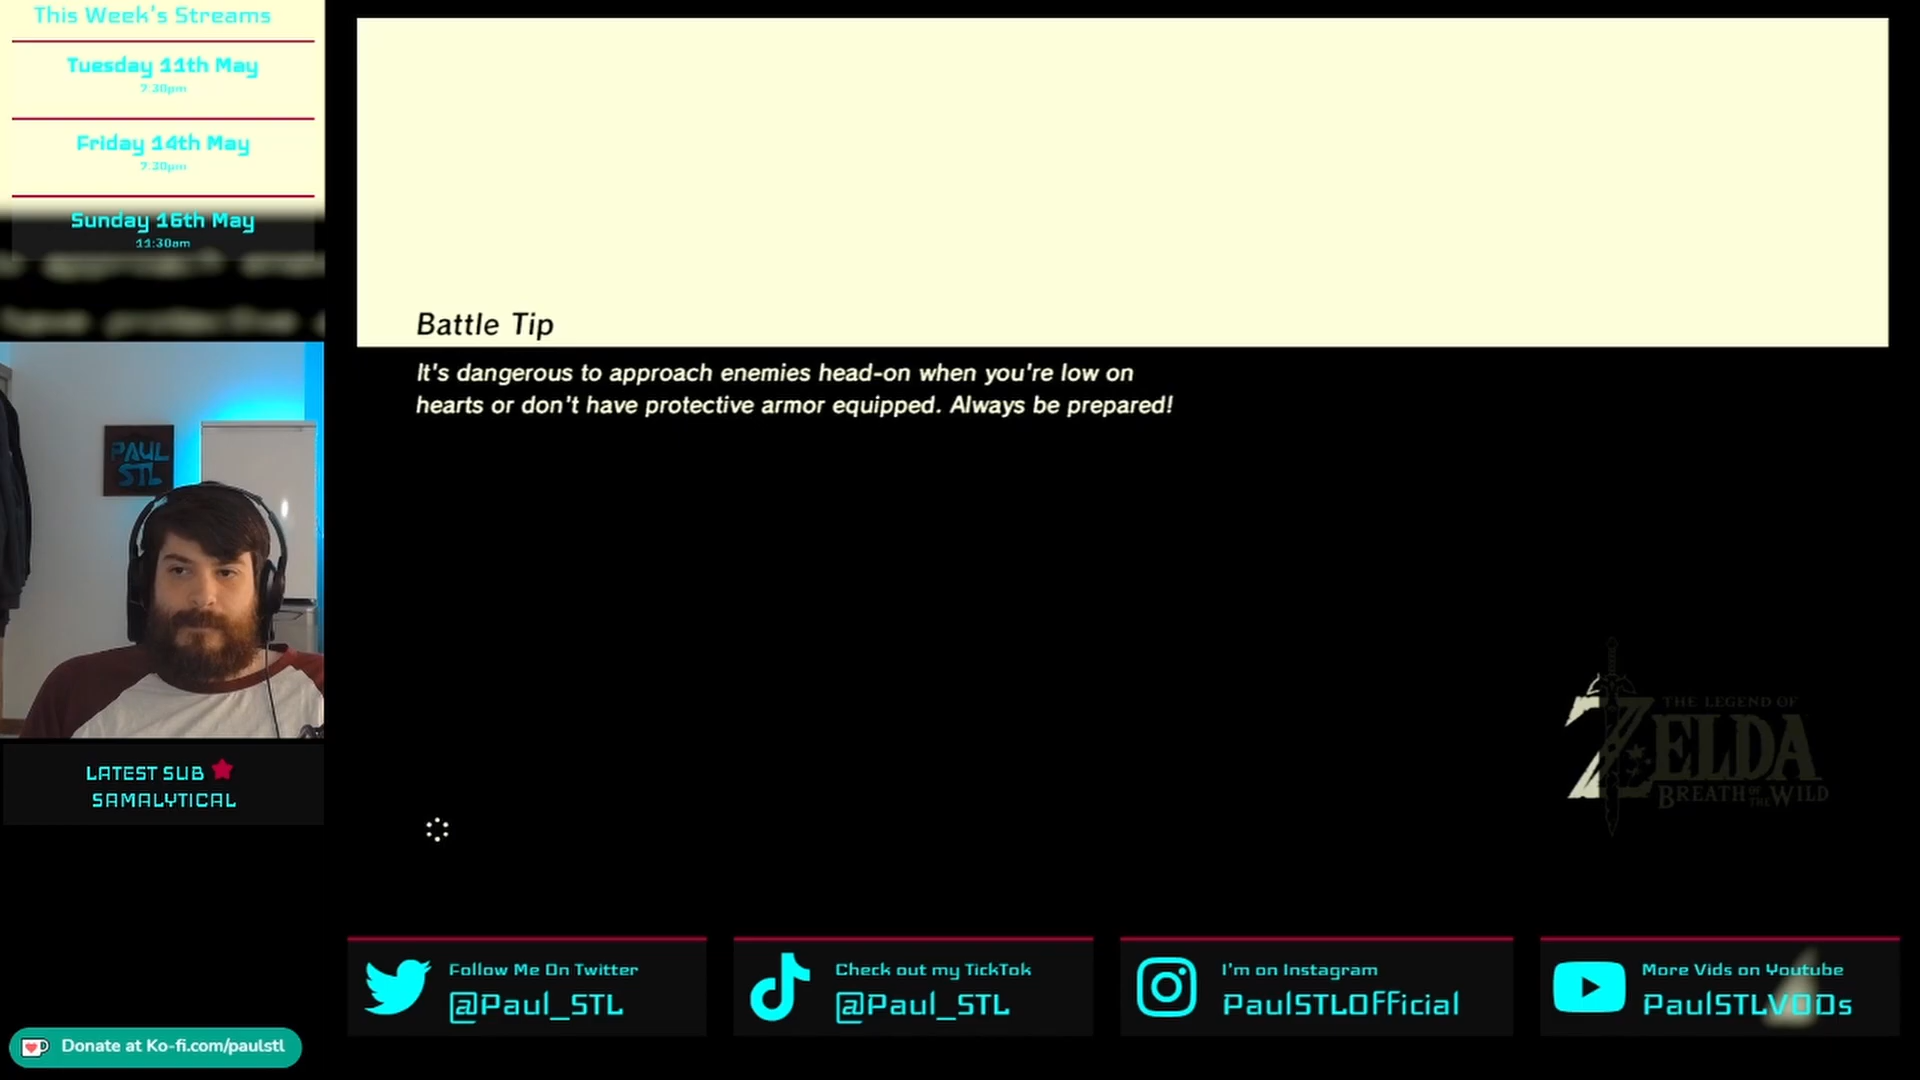 This Week's Streams
Tuesday 11th May
7:30pm
Friday 14th May
7:30pm
Sunday 16th May
11:30am
to approach
have protective
PAUL
STL
LATEST SUB
SAMALYTICAL
Battle Tip
It's dangerous to approach enemies head-on when you're low on
hearts or don't have protective armor equipped. Always be prepared!
THE LEGEND OF
ZELDA
BREATH OF THE WILD
Follow Me On Twitter
@Paul_STL
Check out my TickTok
@Paul_STL
I'm on Instagram
PaulSTLOfficial
More Vids on Youtube
PaulSTLVODs
Donate at Ko-fi.com/paulstl